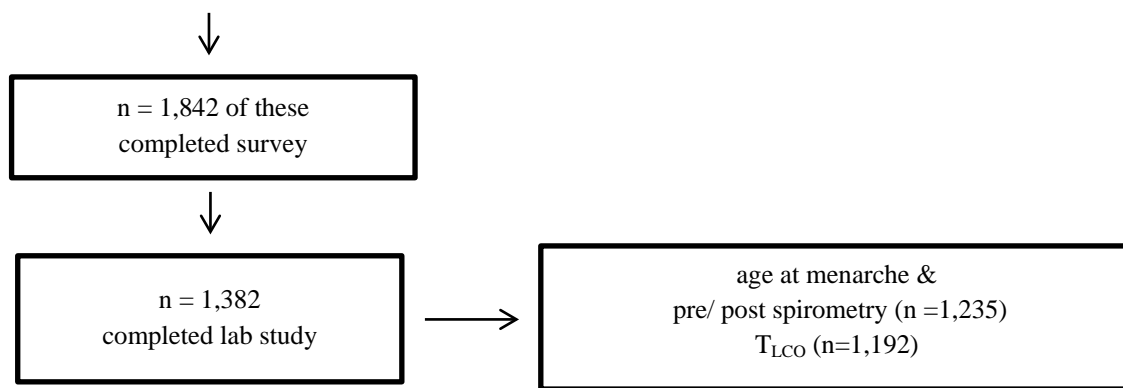 n = 1,842 of these
completed survey
n = 1,382
completed lab study
age at menarche &
pre/ post spirometry (n =1,235)
TLCO (n=1,192)